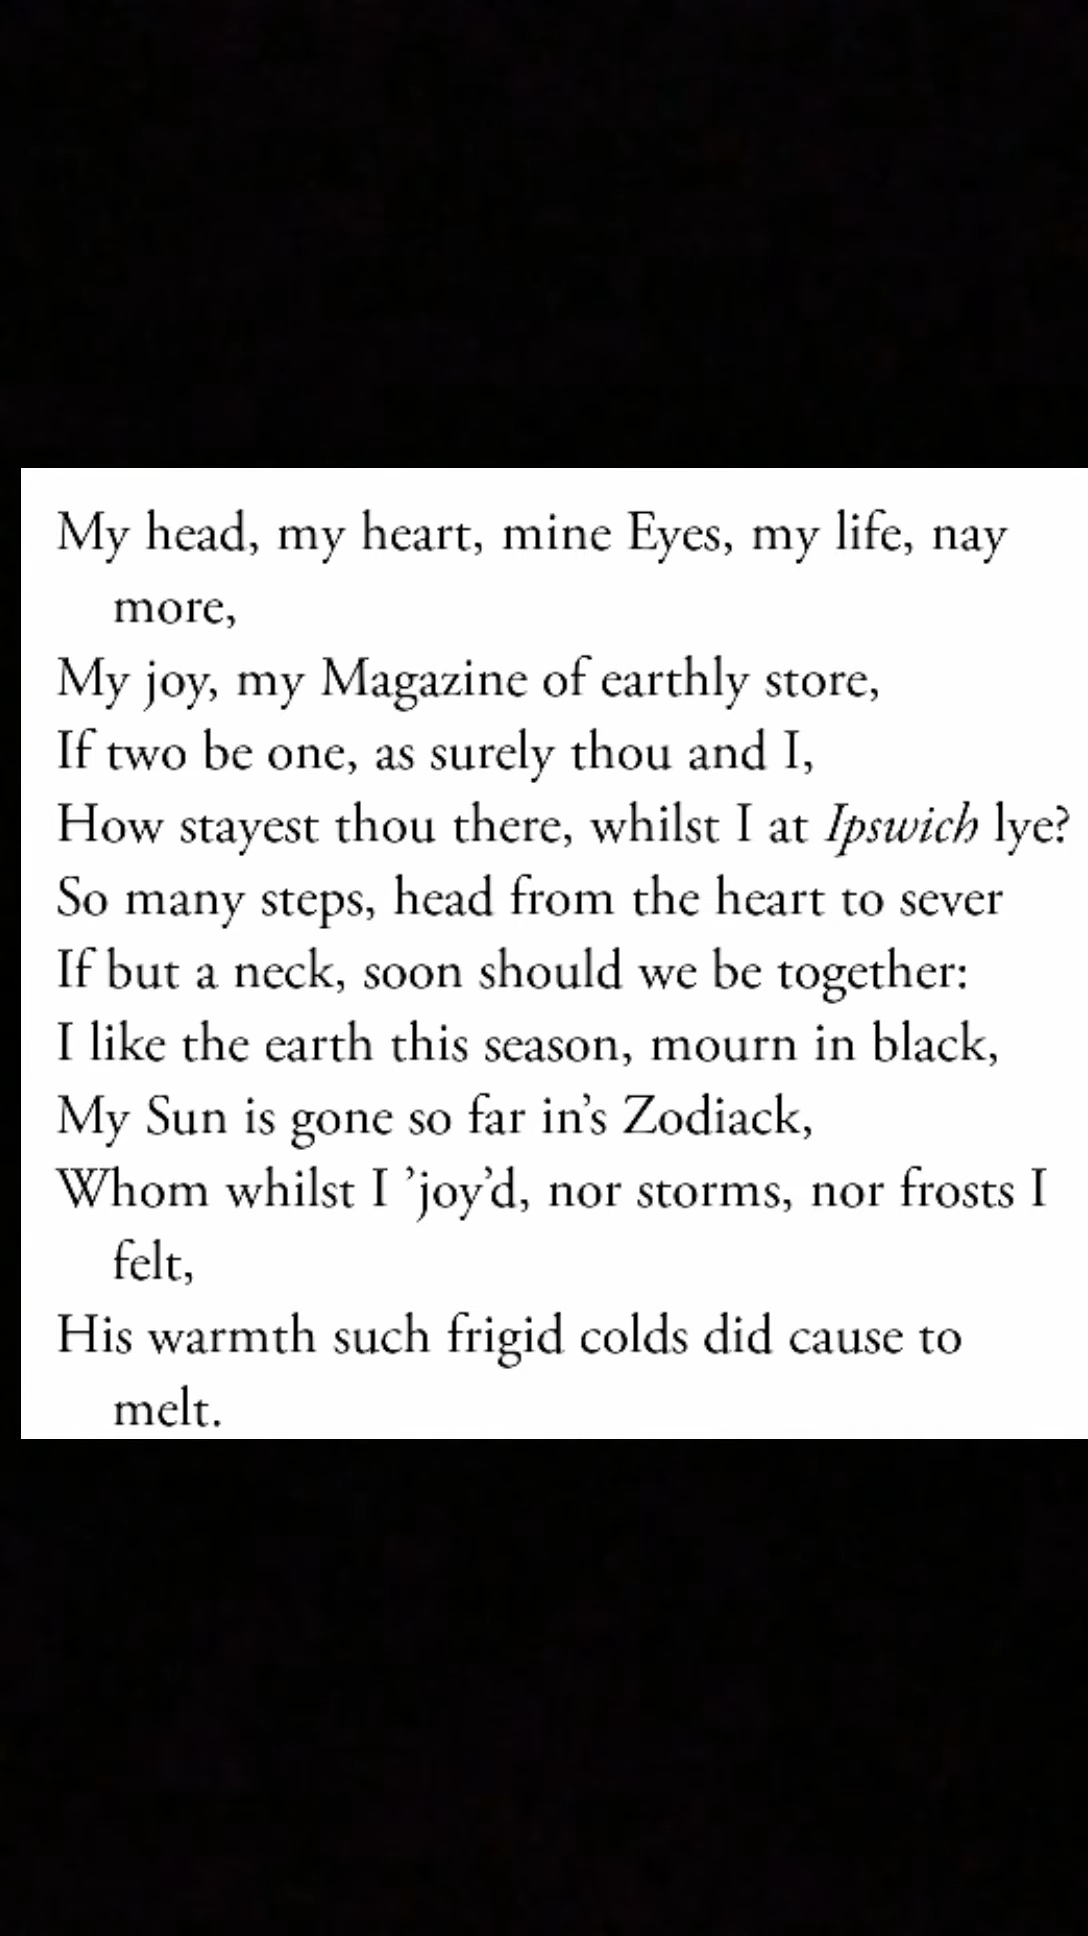 My head, my heart, mine Eyes, my life, nay
more,
My joy, my Magazine of earthly store,
If two be one, as surely thou and I,
How stayest thou there, whilst I at Ipswich lye?
So many steps, head from the heart to sever
If but a neck, soon should we be together:
I like the earth this season, mourn in black,
My Sun is gone so far in’s Zodiack,
Whom whilst I ’joy’d, nor storms, nor frosts I
felt,
His warmth such frigid colds did cause to
melt.